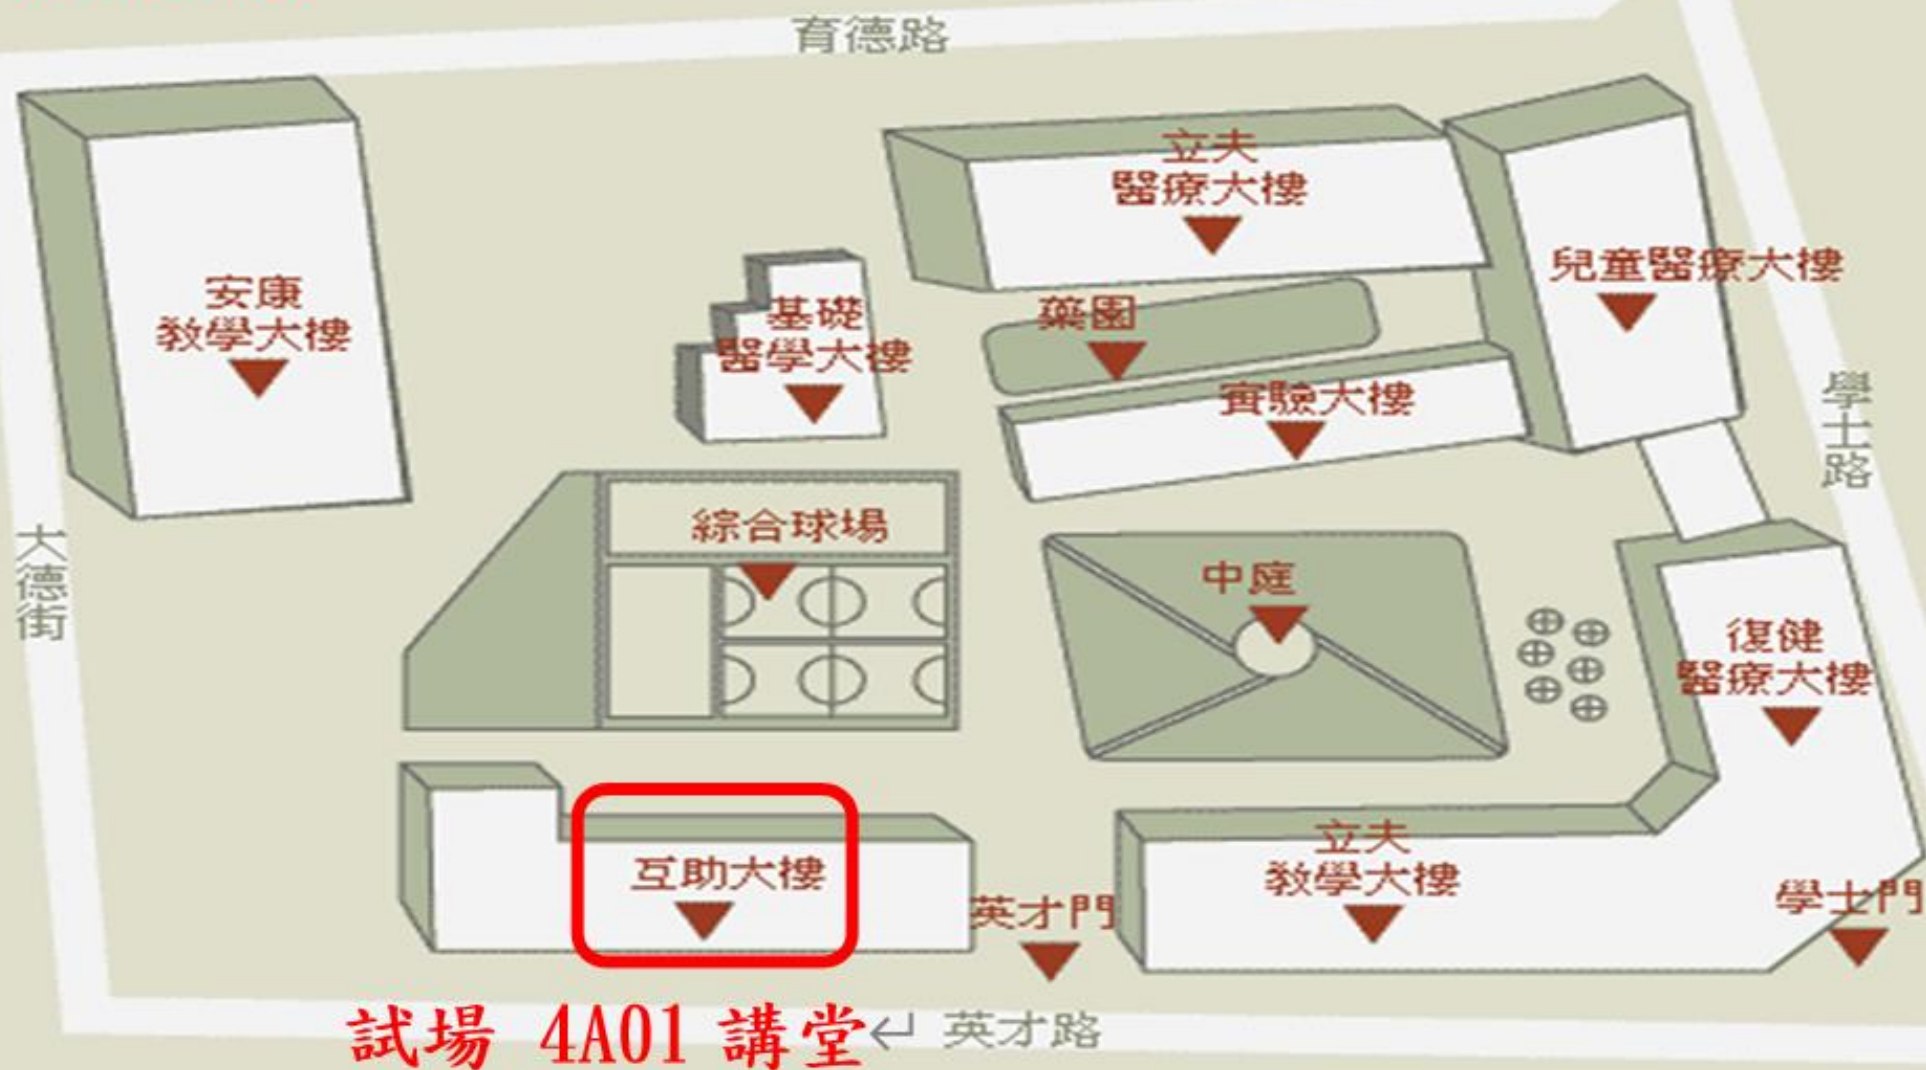 育德路
立夫
醫療大樓
兒童醫療大樓
安康
教學大樓
基礎
醫學大樓
藥園
實驗大樓
學士路
綜合球場
大德街
中庭
復健
醫療大樓
互助大樓
立夫
教學大樓
英才門
學士門
試場 4A01 講堂↵
英才路